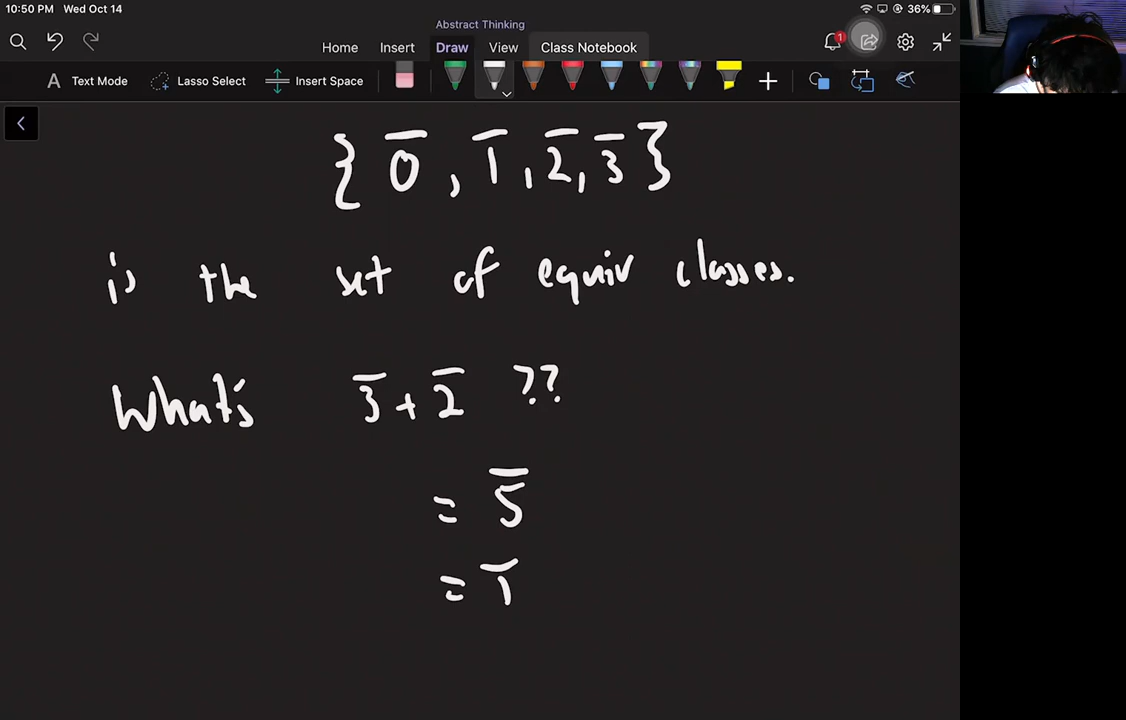 10:50 PM Wed Oct 14
36%
Abstract Thinking
Home Insert Draw View Class Notebook
1
A Text Mode Lasso Select Insert Space
{ 0̅, 1̅, 2̅, 3̅ }
is the set of equiv classes.
What's 3̅ + 2̅ ??
= 5̅
= 1̅